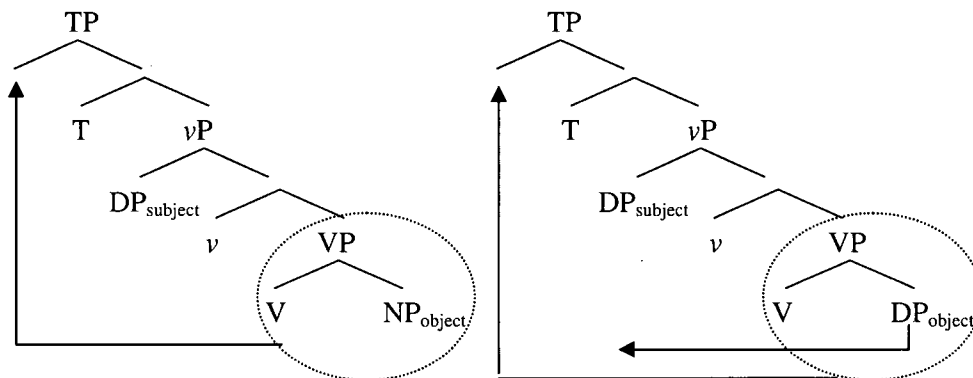 TP TP
T vP T vP
DPsubject DPsubject
v VP v VP
V NPobject V DPobject